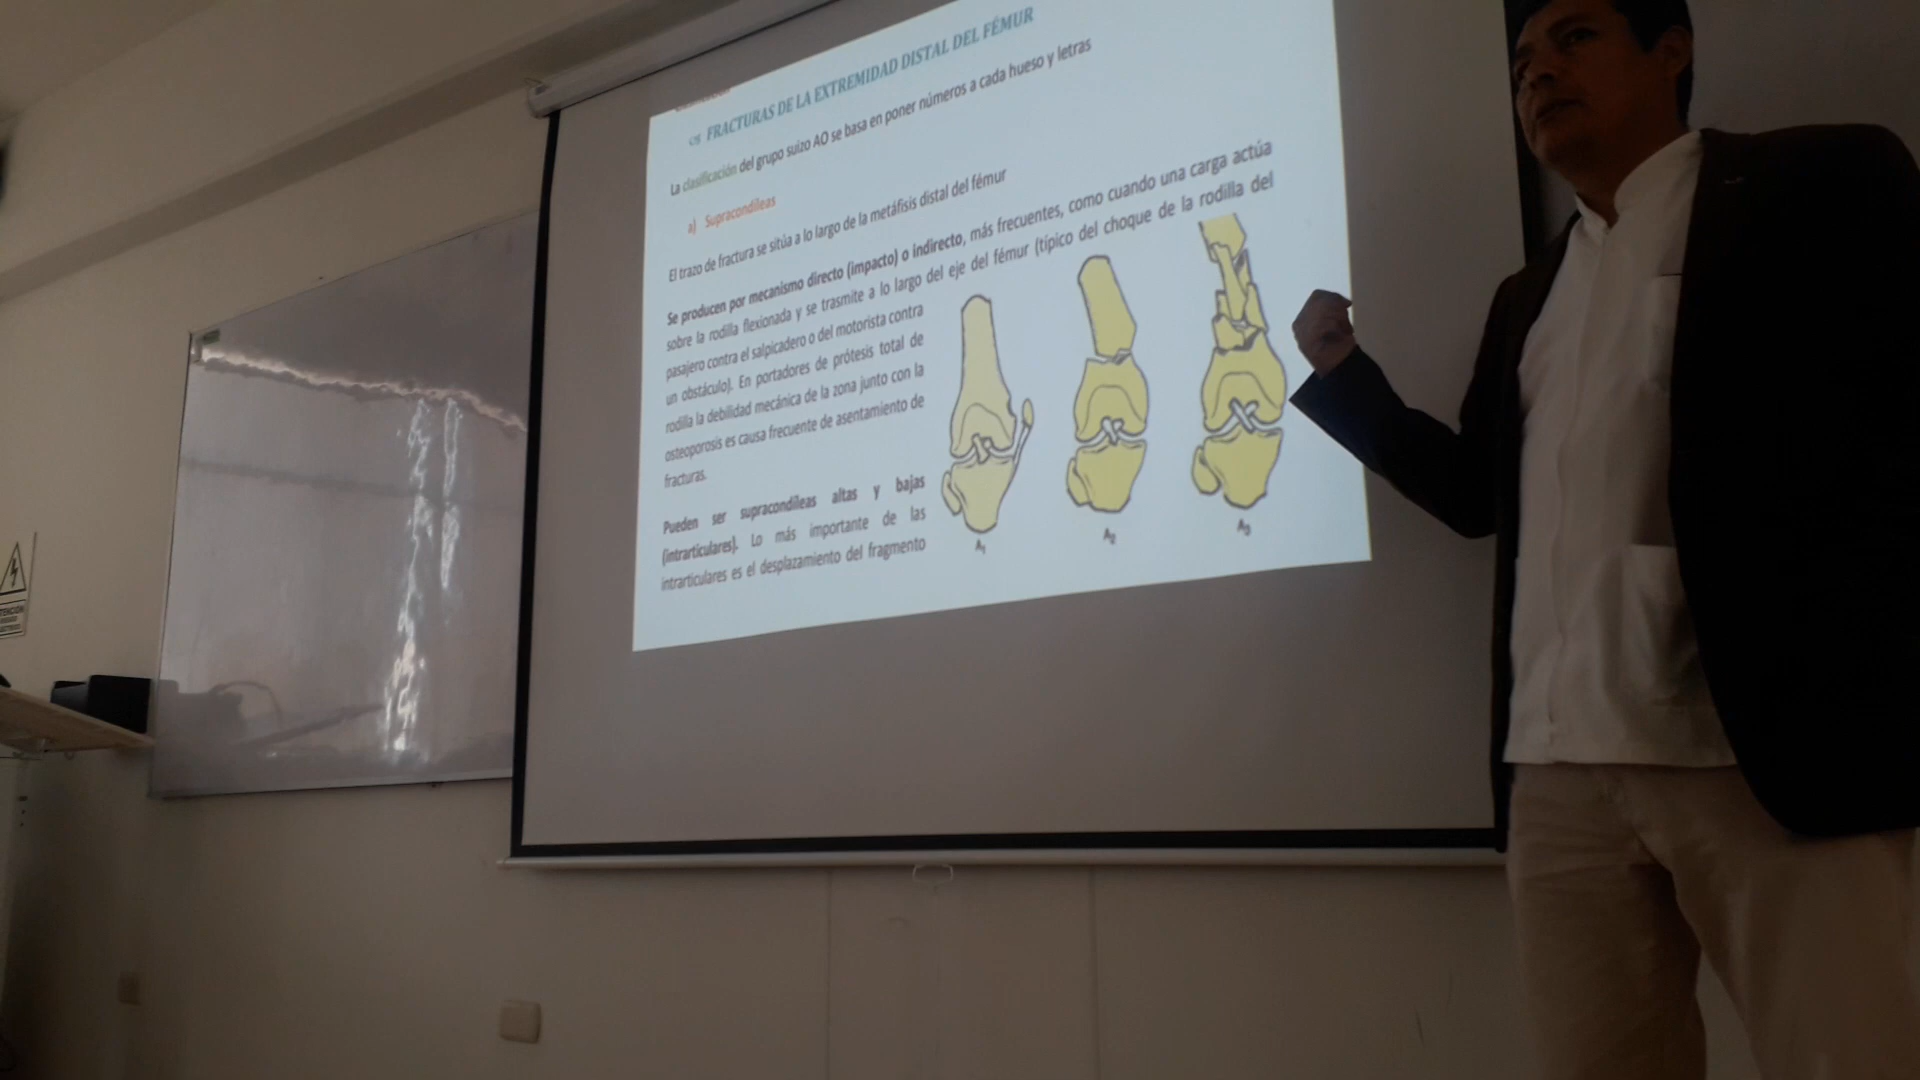 FRACTURAS DE LA EXTREMIDAD DISTAL DEL FÉMUR
La clasificación del grupo suizo AO se basa en poner números a cada hueso y letras
a) Supracondíleas
El trazo de fractura se sitúa a lo largo de la metáfisis distal del fémur
Se producen por mecanismo directo (impacto) o indirecto, más frecuentes, como cuando una carga actúa
sobre la rodilla flexionada y se trasmite a lo largo del eje del fémur (típico del choque de la rodilla del
pasajero contra el salpicadero o del motorista contra
un obstáculo). En portadores de prótesis total de
rodilla la debilidad mecánica de la zona junto con la
osteoporosis es causa frecuente de asentamiento de
fracturas.
Pueden ser supracondíleas altas y bajas
(intrarticulares). Lo más importante de las
intrarticulares es el desplazamiento del fragmento
A1
A2
A3